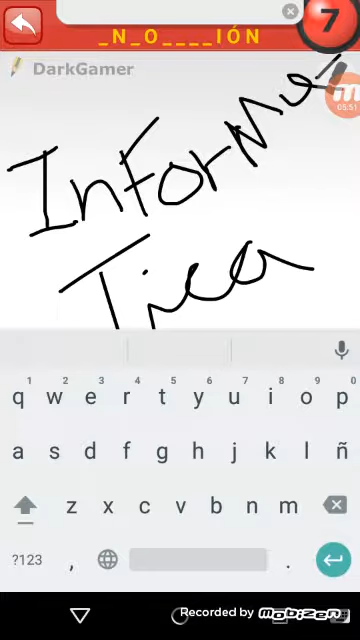 _N_O____IÓN
7
DarkGamer
InForMa
05:51
Tica
1 2 3 4 5 6 7 8 9 0
q w e r t y u i o p
a s d f g h j k l ñ
z x c v b n m
?123 , .
Recorded by mobizen